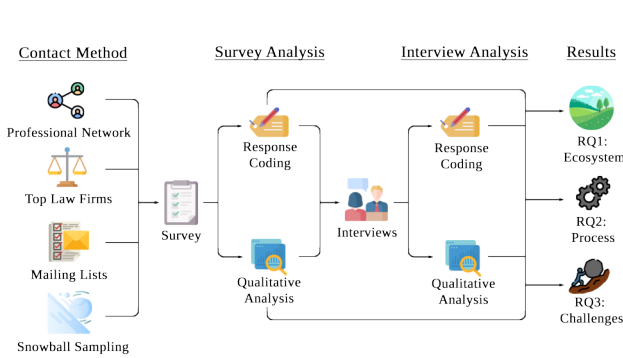 Contact Method
Survey Analysis
Interview Analysis
Results
Professional Network
Top Law Firms
Mailing Lists
Snowball Sampling
Survey
Response
Coding
Qualitative
Analysis
Interviews
Response
Coding
Qualitative
Analysis
RQ1:
Ecosystem
RQ2:
Process
RQ3:
Challenges